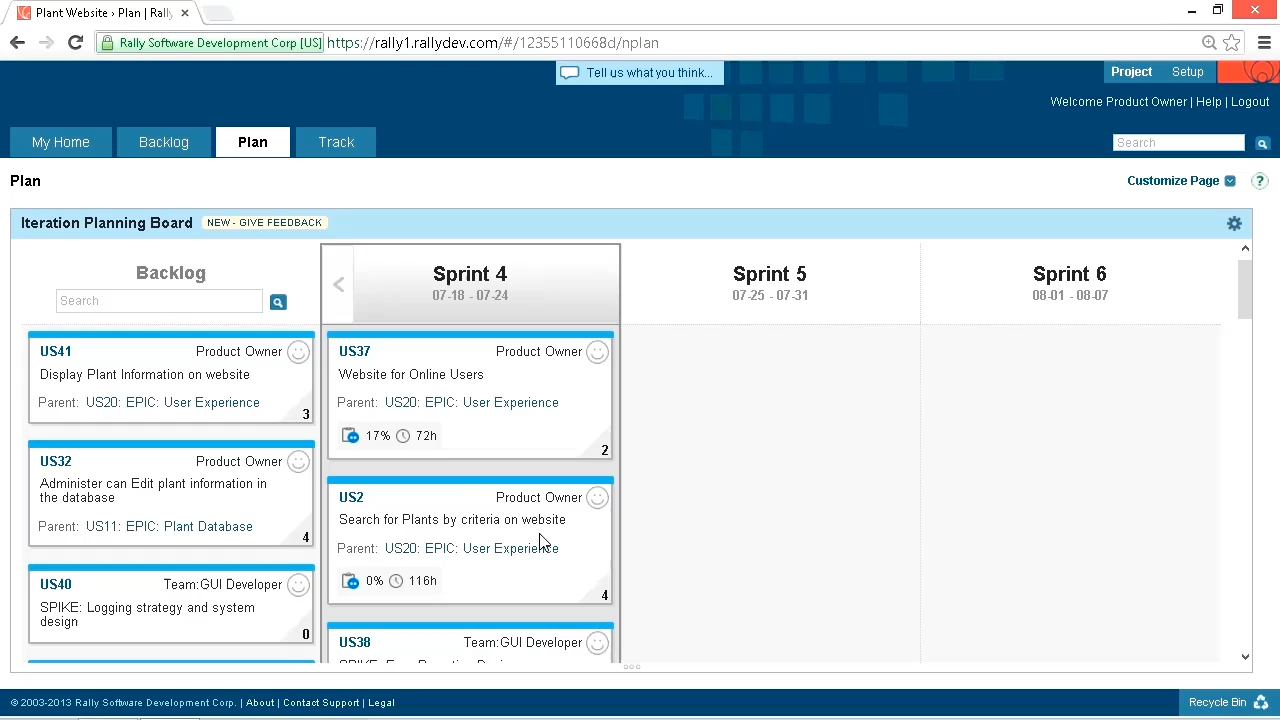 Plant Website › Plan | Rally
Rally Software Development Corp [US] https://rally1.rallydev.com/#/12355110668d/nplan
Tell us what you think...
Project Setup
Welcome Product Owner | Help | Logout
My Home Backlog Plan Track Search
Plan Customize Page ?
Iteration Planning Board NEW - GIVE FEEDBACK
Backlog
Search
Sprint 4
07-18 - 07-24
Sprint 5
07-25 - 07-31
Sprint 6
08-01 - 08-07
US41 Product Owner
Display Plant Information on website
Parent: US20: EPIC: User Experience
3
US32 Product Owner
Administer can Edit plant information in
the database
Parent: US11: EPIC: Plant Database
4
US40 Team:GUI Developer
SPIKE: Logging strategy and system
design
0
US37 Product Owner
Website for Online Users
Parent: US20: EPIC: User Experience
17% 72h
2
US2 Product Owner
Search for Plants by criteria on website
Parent: US20: EPIC: User Experience
0% 116h
4
US38 Team:GUI Developer
© 2003-2013 Rally Software Development Corp. | About | Contact Support | Legal
Recycle Bin